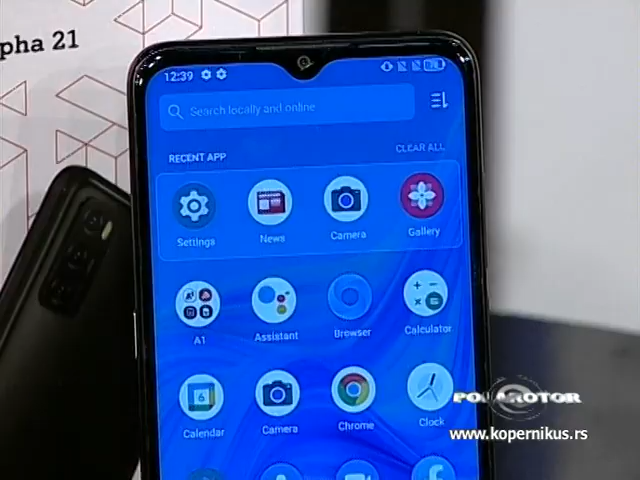 pha 21
12:39
Search locally and online
RECENT APP
CLEAR ALL
Settings
News
Camera
Gallery
A1
Assistant
Browser
Calculator
6
Calendar
Camera
Chrome
Clock
www.kopernikus.rs